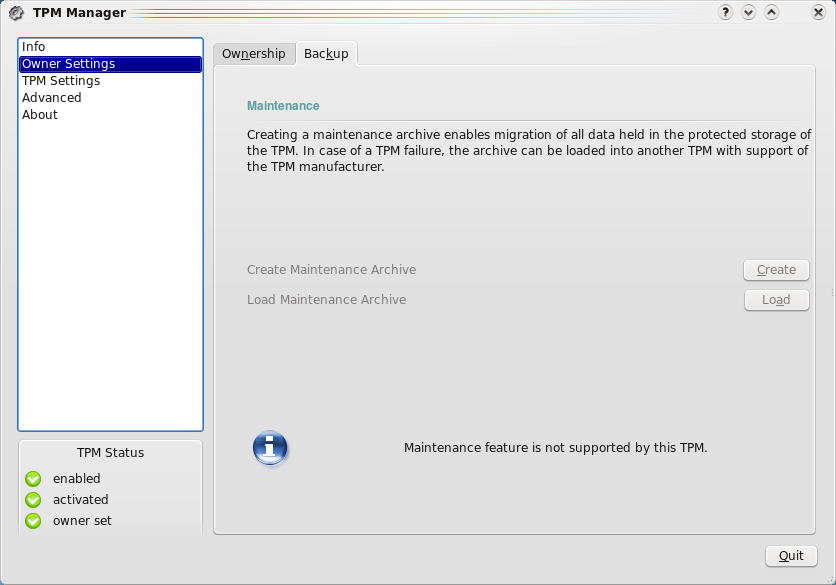 TPM Manager
?
Info
Owner Settings
TPM Settings
Advanced
About
Ownership
Backup
Maintenance
Creating a maintenance archive enables migration of all data held in the protected storage of
the TPM. In case of a TPM failure, the archive can be loaded into another TPM with support of
the TPM manufacturer.
Create Maintenance Archive
Create
Load Maintenance Archive
Load
Maintenance feature is not supported by this TPM.
TPM Status
enabled
activated
owner set
Quit